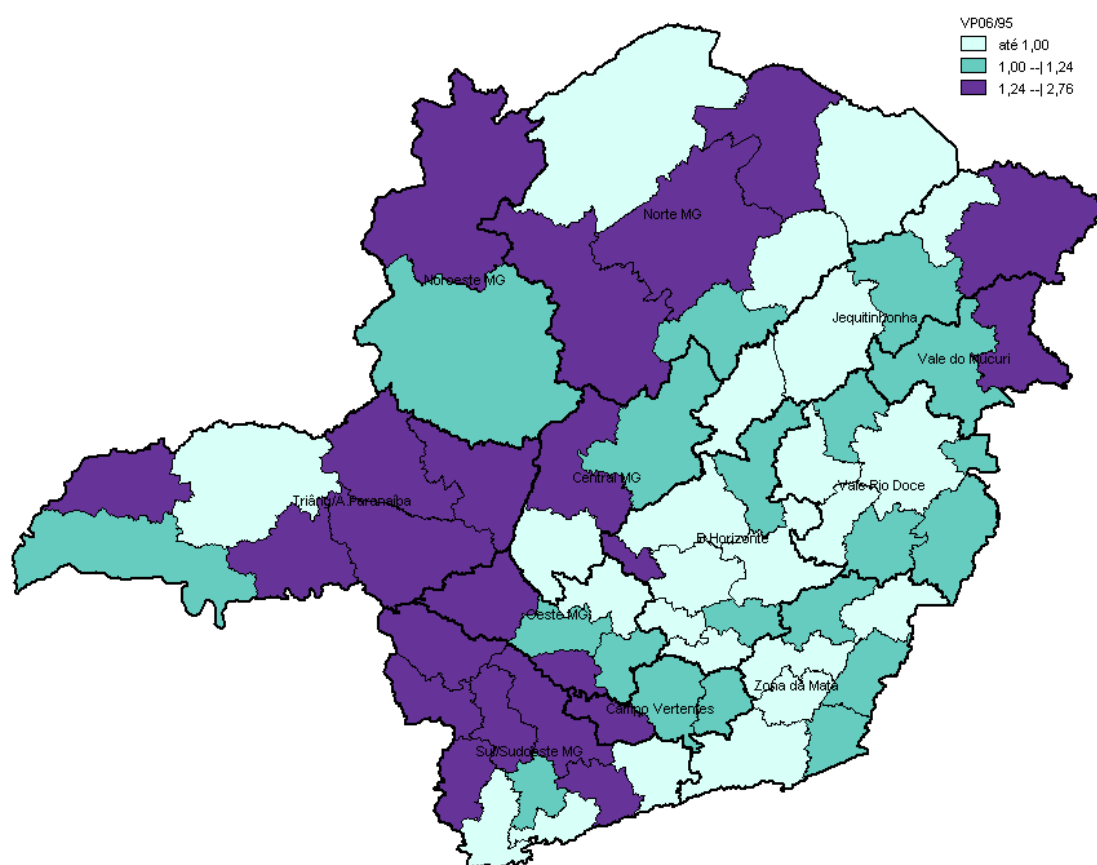 VP06/95
até 1,00
1,00 --| 1,24
1,24 --| 2,76
Norte MG
Noroeste MG
Jequitinhonha
Vale do Mucuri
Central MG
Triâng/A.Paranaíba
Vale Rio Doce
B.Horizonte
Oeste MG
Zona da Mata
Campo Vertentes
Sul/Sudoeste MG